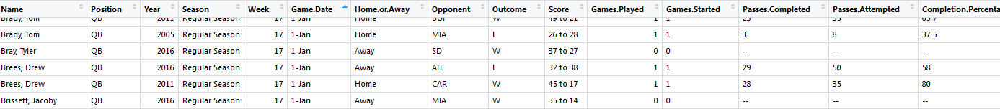 Name Position Year Season Week Game.Date Home.or.Away Opponent Outcome Score Games.Played Games.Started Passes.Completed Passes.Attempted Completion.Percenta
Brady, Tom QB 2011 Regular Season 17 1-Jan Home BUF W 49 to 21 1 1 23 35 65.7
Brady, Tom QB 2005 Regular Season 17 1-Jan Home MIA L 26 to 28 1 1 3 8 37.5
Bray, Tyler QB 2016 Regular Season 17 1-Jan Away SD W 37 to 27 0 0 -- -- --
Brees, Drew QB 2016 Regular Season 17 1-Jan Away ATL L 32 to 38 1 1 29 50 58
Brees, Drew QB 2011 Regular Season 17 1-Jan Home CAR W 45 to 17 1 1 28 35 80
Brissett, Jacoby QB 2016 Regular Season 17 1-Jan Away MIA W 35 to 14 0 0 -- -- --